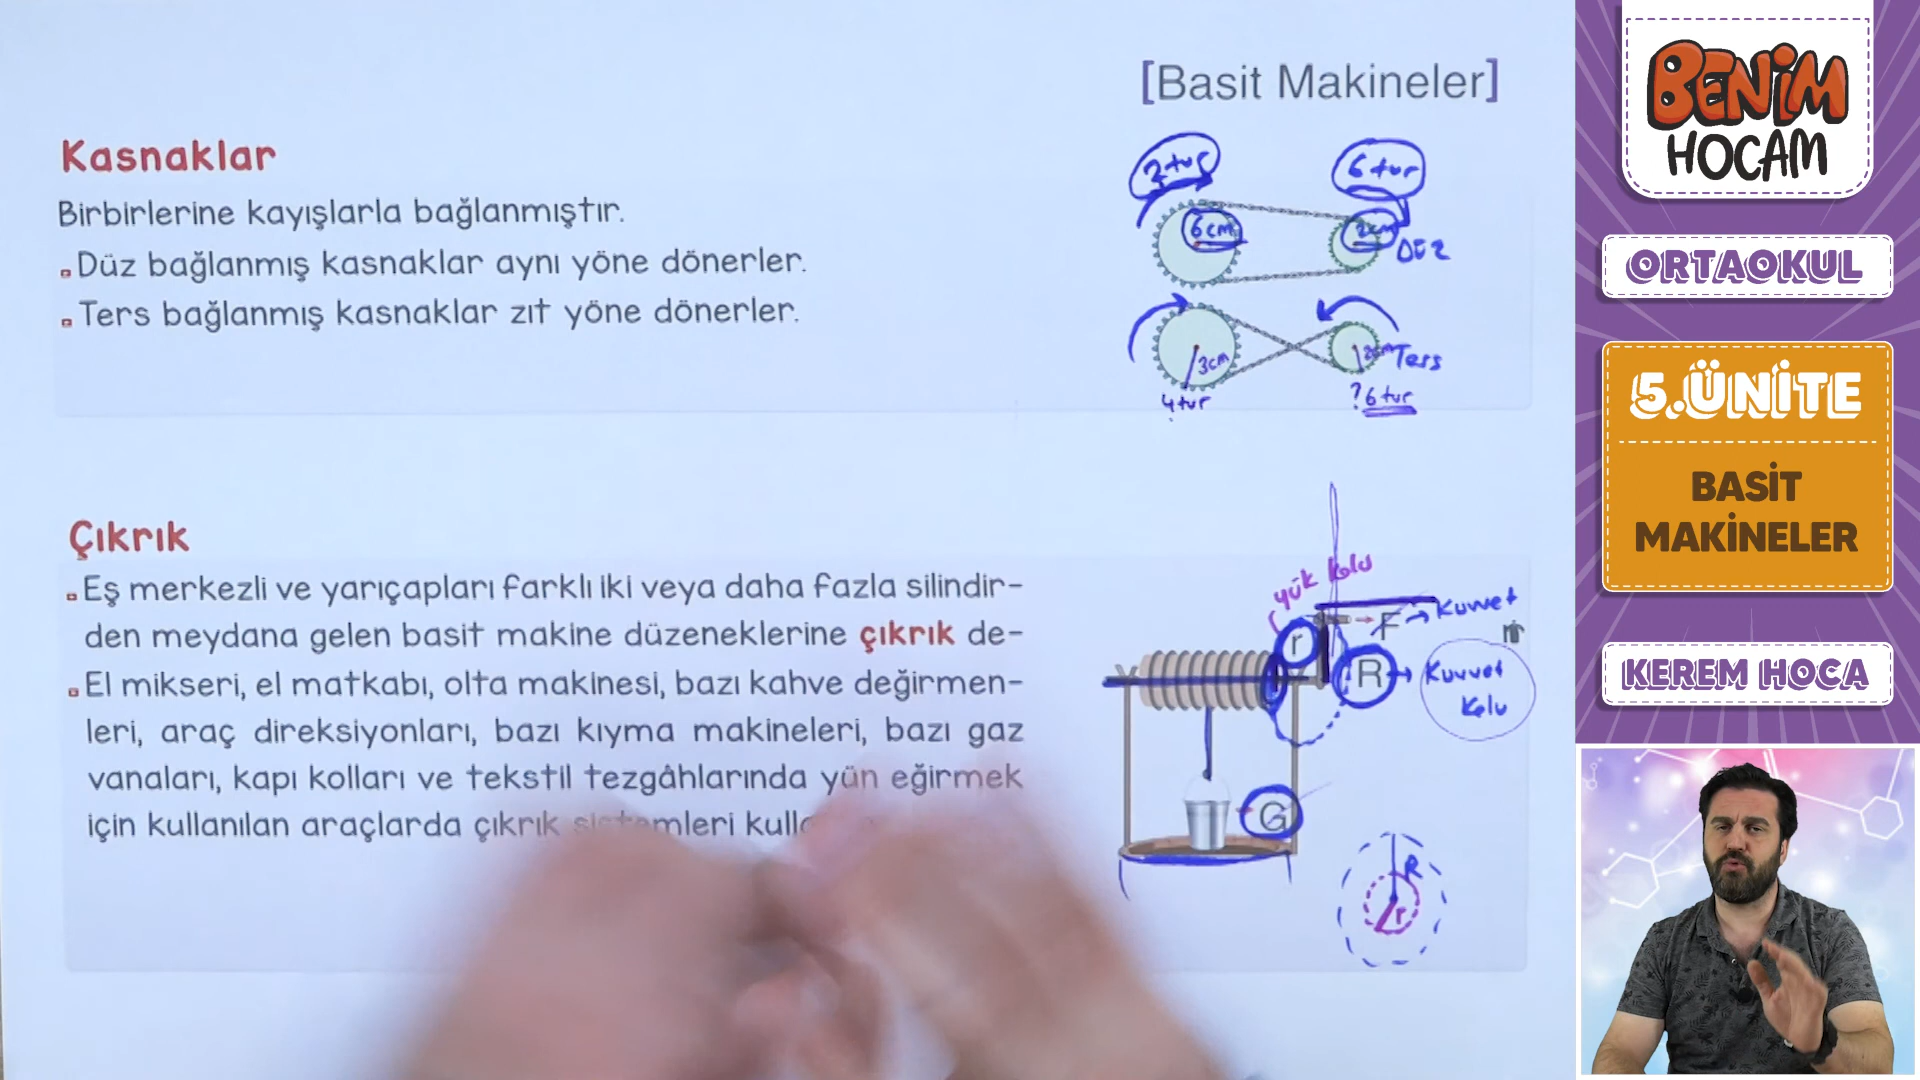 [Basit Makineler]
Kasnaklar
Birbirlerine kayışlarla bağlanmıştır.
Düz bağlanmış kasnaklar aynı yöne dönerler.
Ters bağlanmış kasnaklar zıt yöne dönerler.
2 tur
6 tur
6cm
2cm
Düz
3cm
2cm
Ters
4 tur
? 6 tur
Çıkrık
Eş merkezli ve yarıçapları farklı iki veya daha fazla silindir-
den meydana gelen basit makine düzeneklerine çıkrık de-
El mikseri, el matkabı, olta makinesi, bazı kahve değirmen-
leri, araç direksiyonları, bazı kıyma makineleri, bazı gaz
vanaları, kapı kolları ve tekstil tezgâhlarında yün eğirmek
için kullanılan araçlarda çıkrık
yük kolu
r
F → Kuvvet
R → Kuvvet
Kolu
G
R
r
BENİM
HOCAM
ORTAOKUL
5.ÜNİTE
BASİT
MAKİNELER
KEREM HOCA